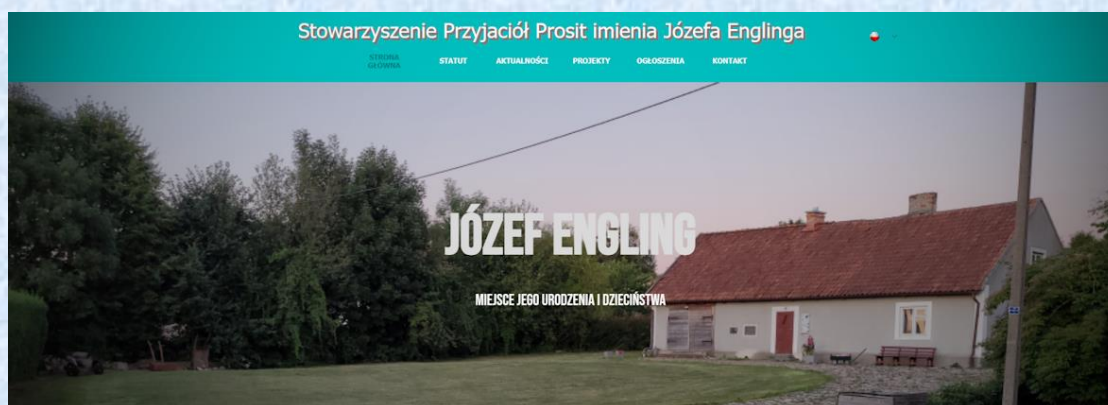 Stowarzyszenie Przyjaciół Prosit imienia Józefa Englinga
STRONA
GŁÓWNA
STATUT
AKTUALNOŚCI
PROJEKTY
OGŁOSZENIA
KONTAKT
JÓZEF ENGLING
MIEJSCE JEGO URODZENIA I DZIECIŃSTWA